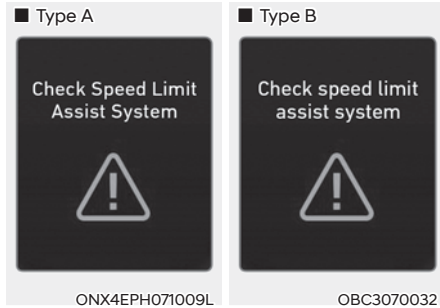 ■ Type A
Check Speed Limit
Assist System
ONX4EPH071009L
■ Type B
Check speed limit
assist system
OBC3070032